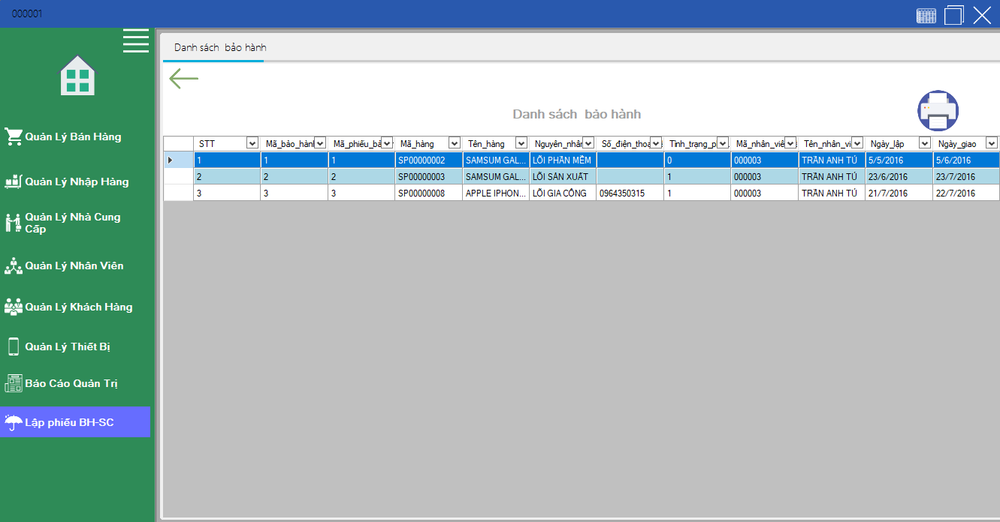 000001
Danh sách bảo hành
Quản Lý Bán Hàng
Quản Lý Nhập Hàng
Quản Lý Nhà Cung
Cấp
Quản Lý Nhân Viên
Quản Lý Khách Hàng
Quản Lý Thiết Bị
Báo Cáo Quản Trị
Lập phiếu BH-SC
Danh sách bảo hành
STT Mã_bảo_hành Mã_phiếu_bả Mã_hàng Tên_hàng Nguyên_nhân Số_điện_thoạ Tình_trạng_p Mã_nhân_viê Tên_nhân_vi Ngày_lập Ngày_giao
1 1 1 SP00000002 SAMSUM GAL... LỖI PHẦN MỀM 0 000003 TRẦN ANH TÚ 5/5/2016 5/6/2016
2 2 2 SP00000003 SAMSUM GAL... LỖI SẢN XUẤT 1 000003 TRẦN ANH TÚ 23/6/2016 23/7/2016
3 3 3 SP00000008 APPLE IPHON... LỖI GIA CÔNG 0964350315 1 000003 TRẦN ANH TÚ 21/7/2016 22/7/2016